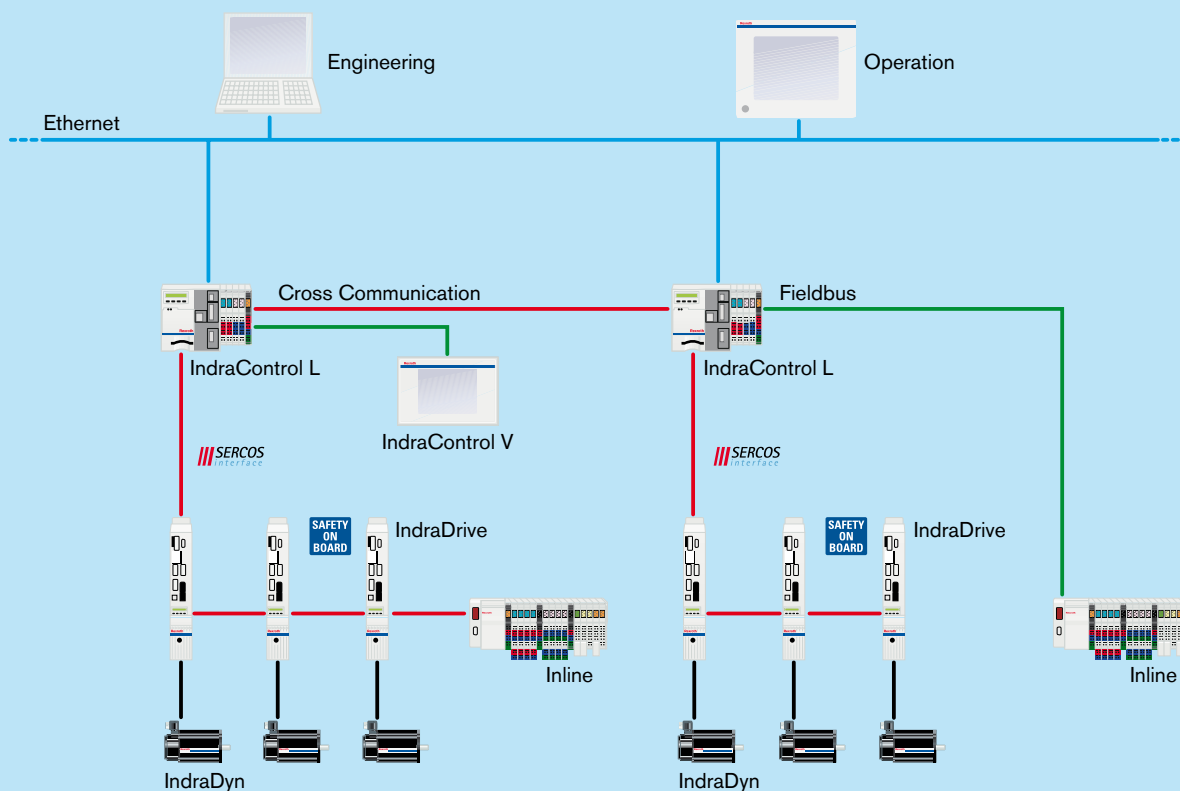 Engineering
Operation
Ethernet
Cross Communication
Fieldbus
IndraControl L
IndraControl L
IndraControl V
SERCOS
interface
SERCOS
interface
SAFETY
ON
BOARD
IndraDrive
SAFETY
ON
BOARD
IndraDrive
Inline
Inline
IndraDyn
IndraDyn